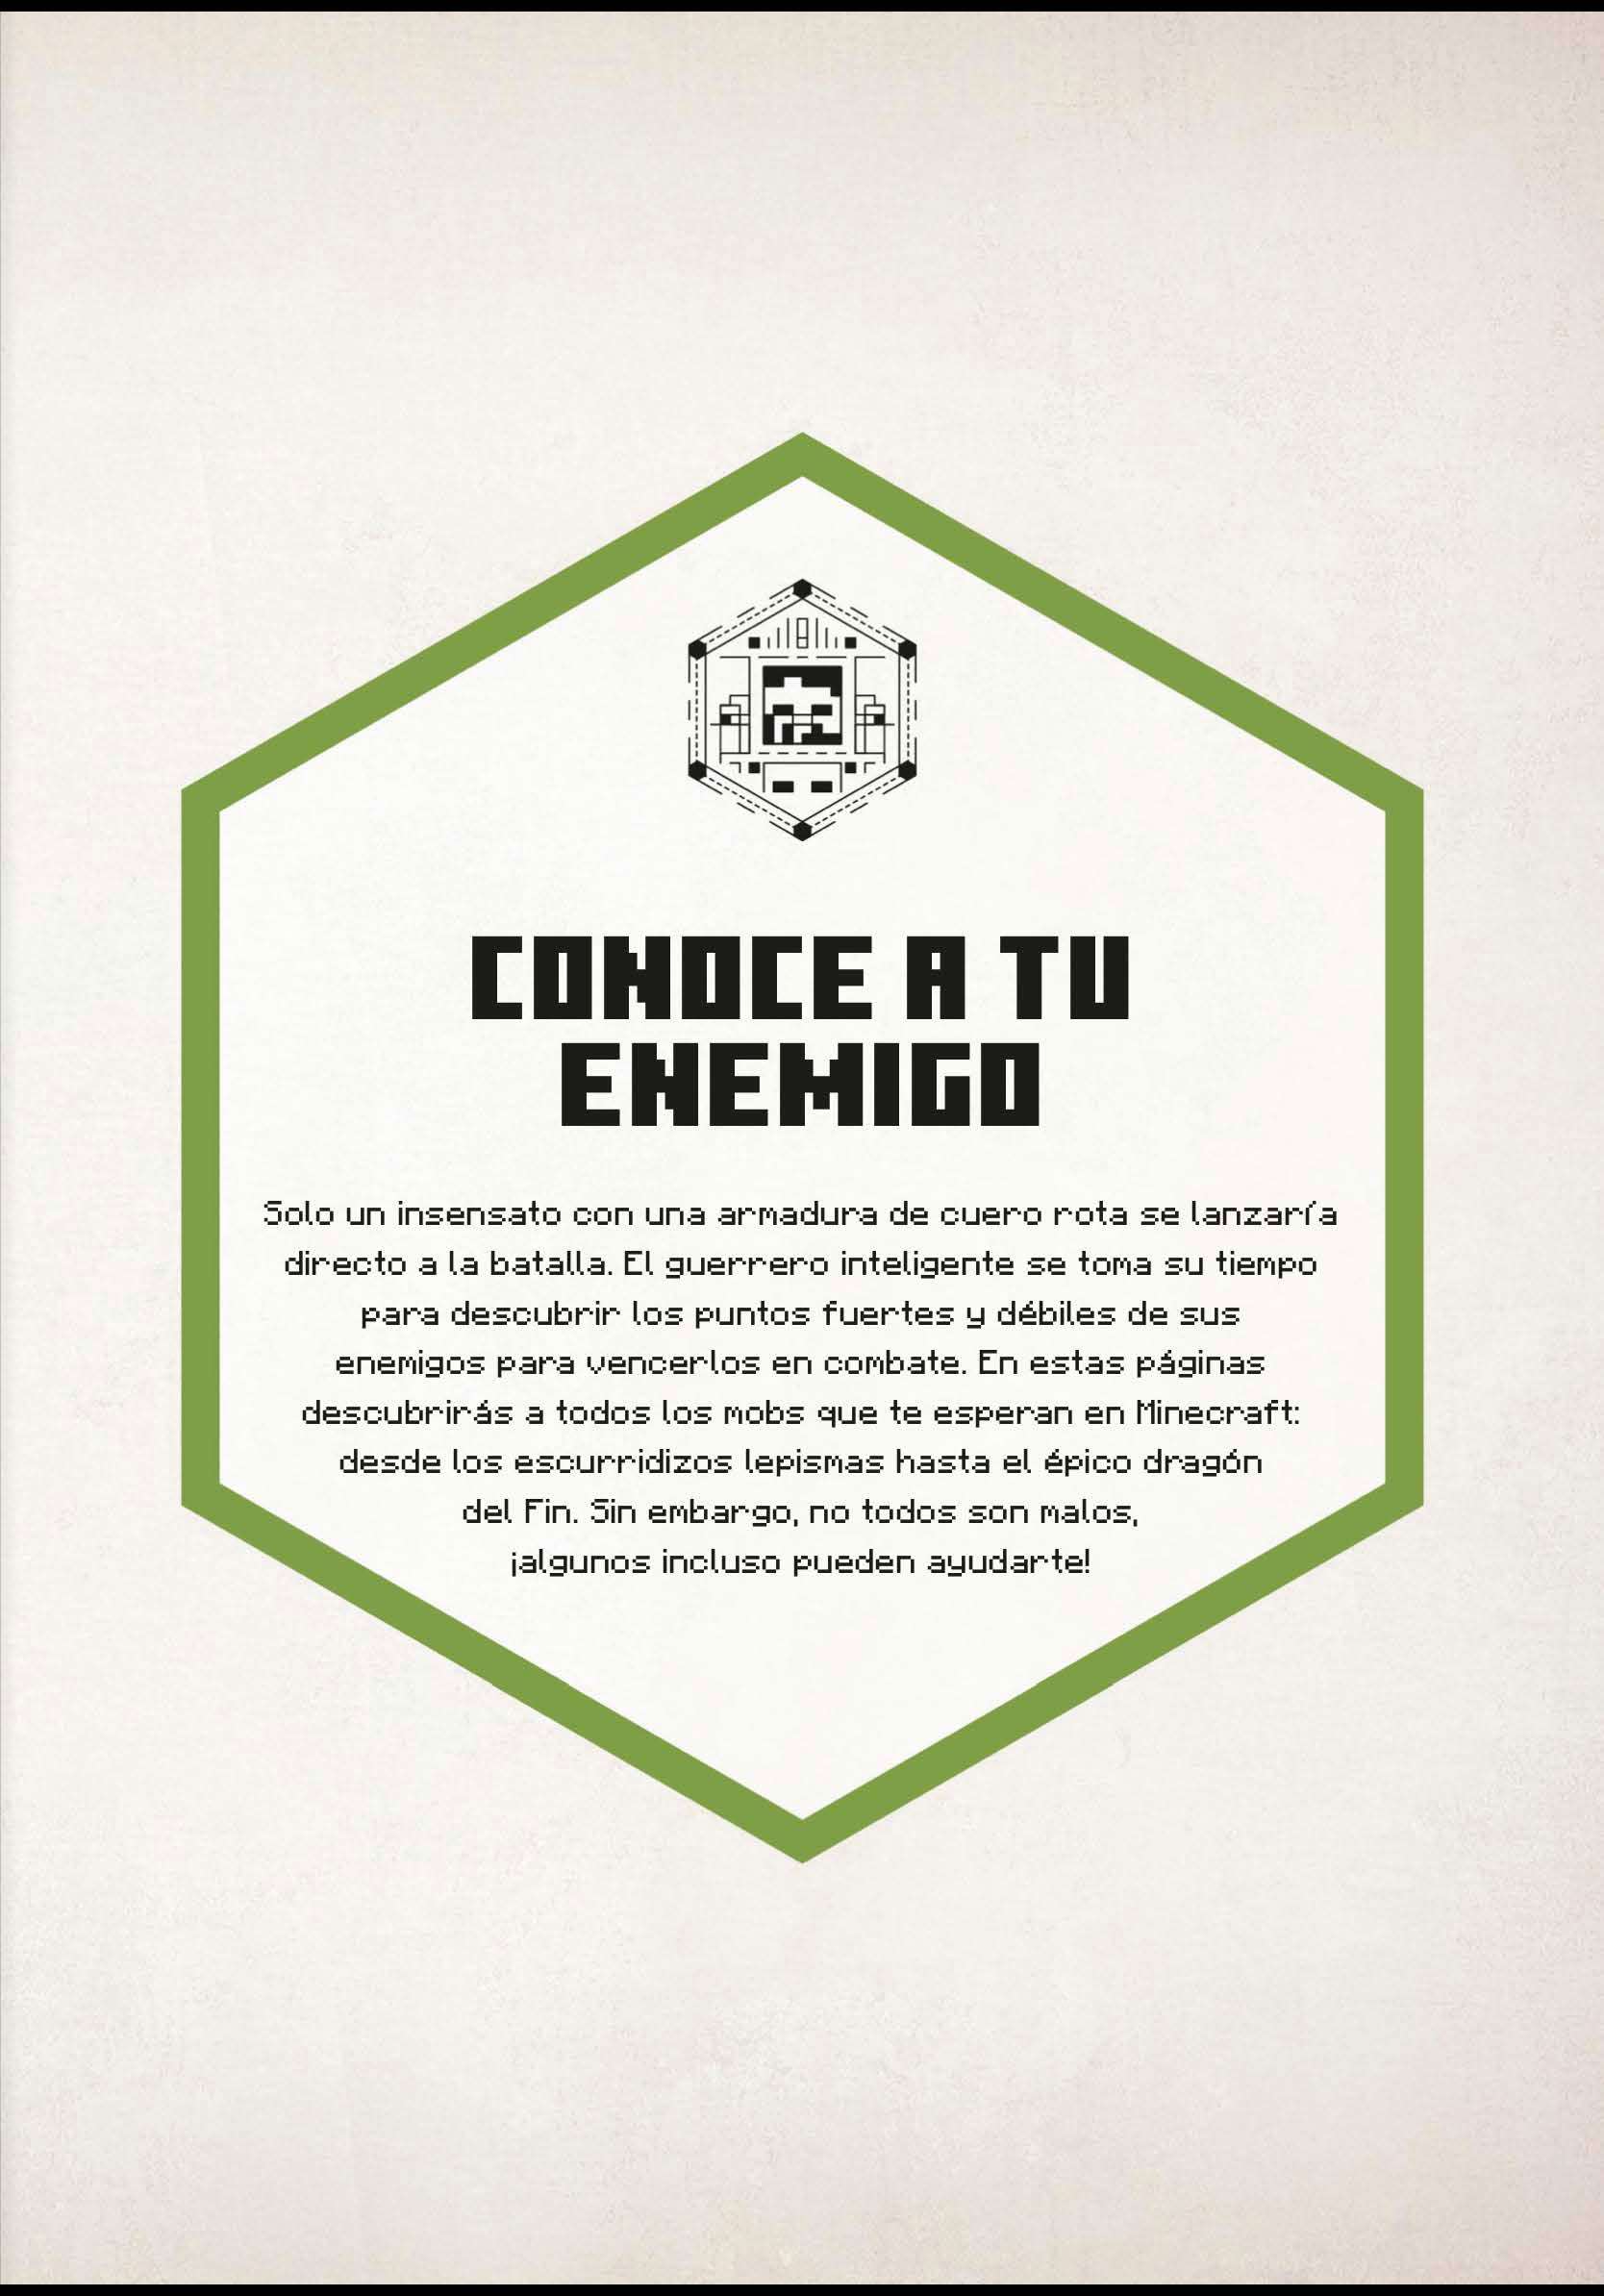 CONOCE A TU
ENEMIGO
Solo un insensato con una armadura de cuero rota se lanzaría
directo a la batalla. El guerrero inteligente se toma su tiempo
para descubrir los puntos fuertes y débiles de sus
enemigos para vencerlos en combate. En estas páginas
descubrirás a todos los mobs que te esperan en Minecraft:
desde los escurridizos lepismas hasta el épico dragón
del Fin. Sin embargo, no todos son malos,
¡algunos incluso pueden ayudarte!